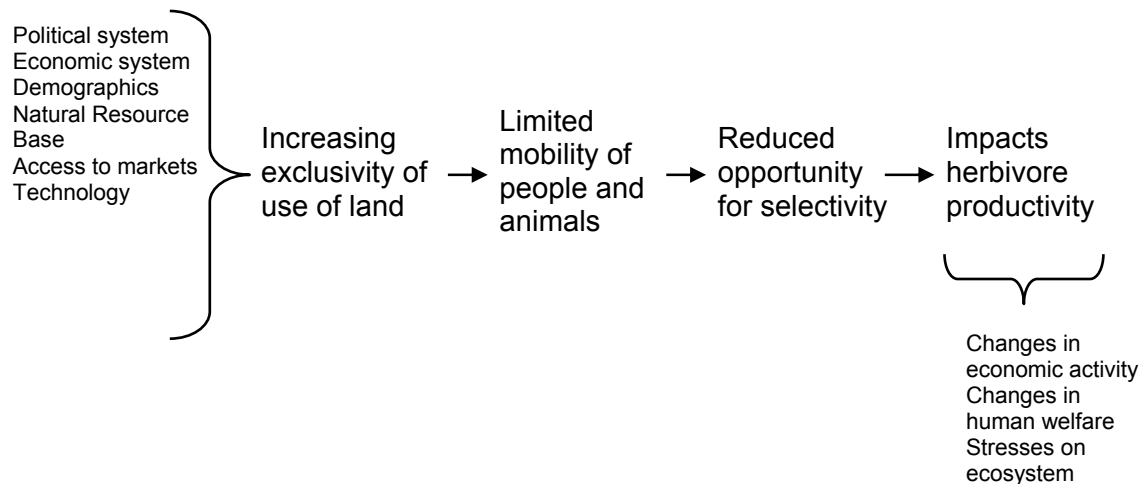 Political system
Economic system
Demographics
Natural Resource
Base
Access to markets
Technology
Increasing
exclusivity of
use of land
Limited
mobility of
people and
animals
Reduced
opportunity
for selectivity
Impacts
herbivore
productivity
Changes in
economic activity
Changes in
human welfare
Stresses on
ecosystem